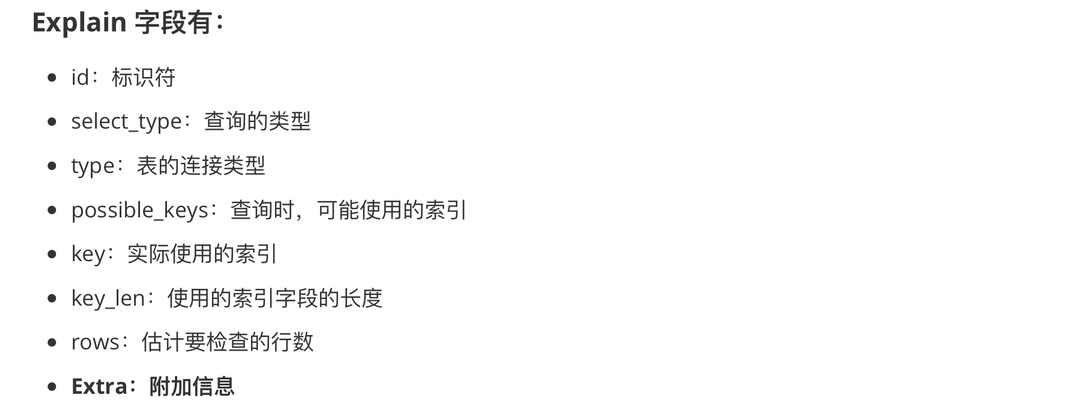 Explain 字段有：
• id：标识符
• select_type：查询的类型
• type：表的连接类型
• possible_keys：查询时，可能使用的索引
• key：实际使用的索引
• key_len：使用的索引字段的长度
• rows：估计要检查的行数
• Extra：附加信息